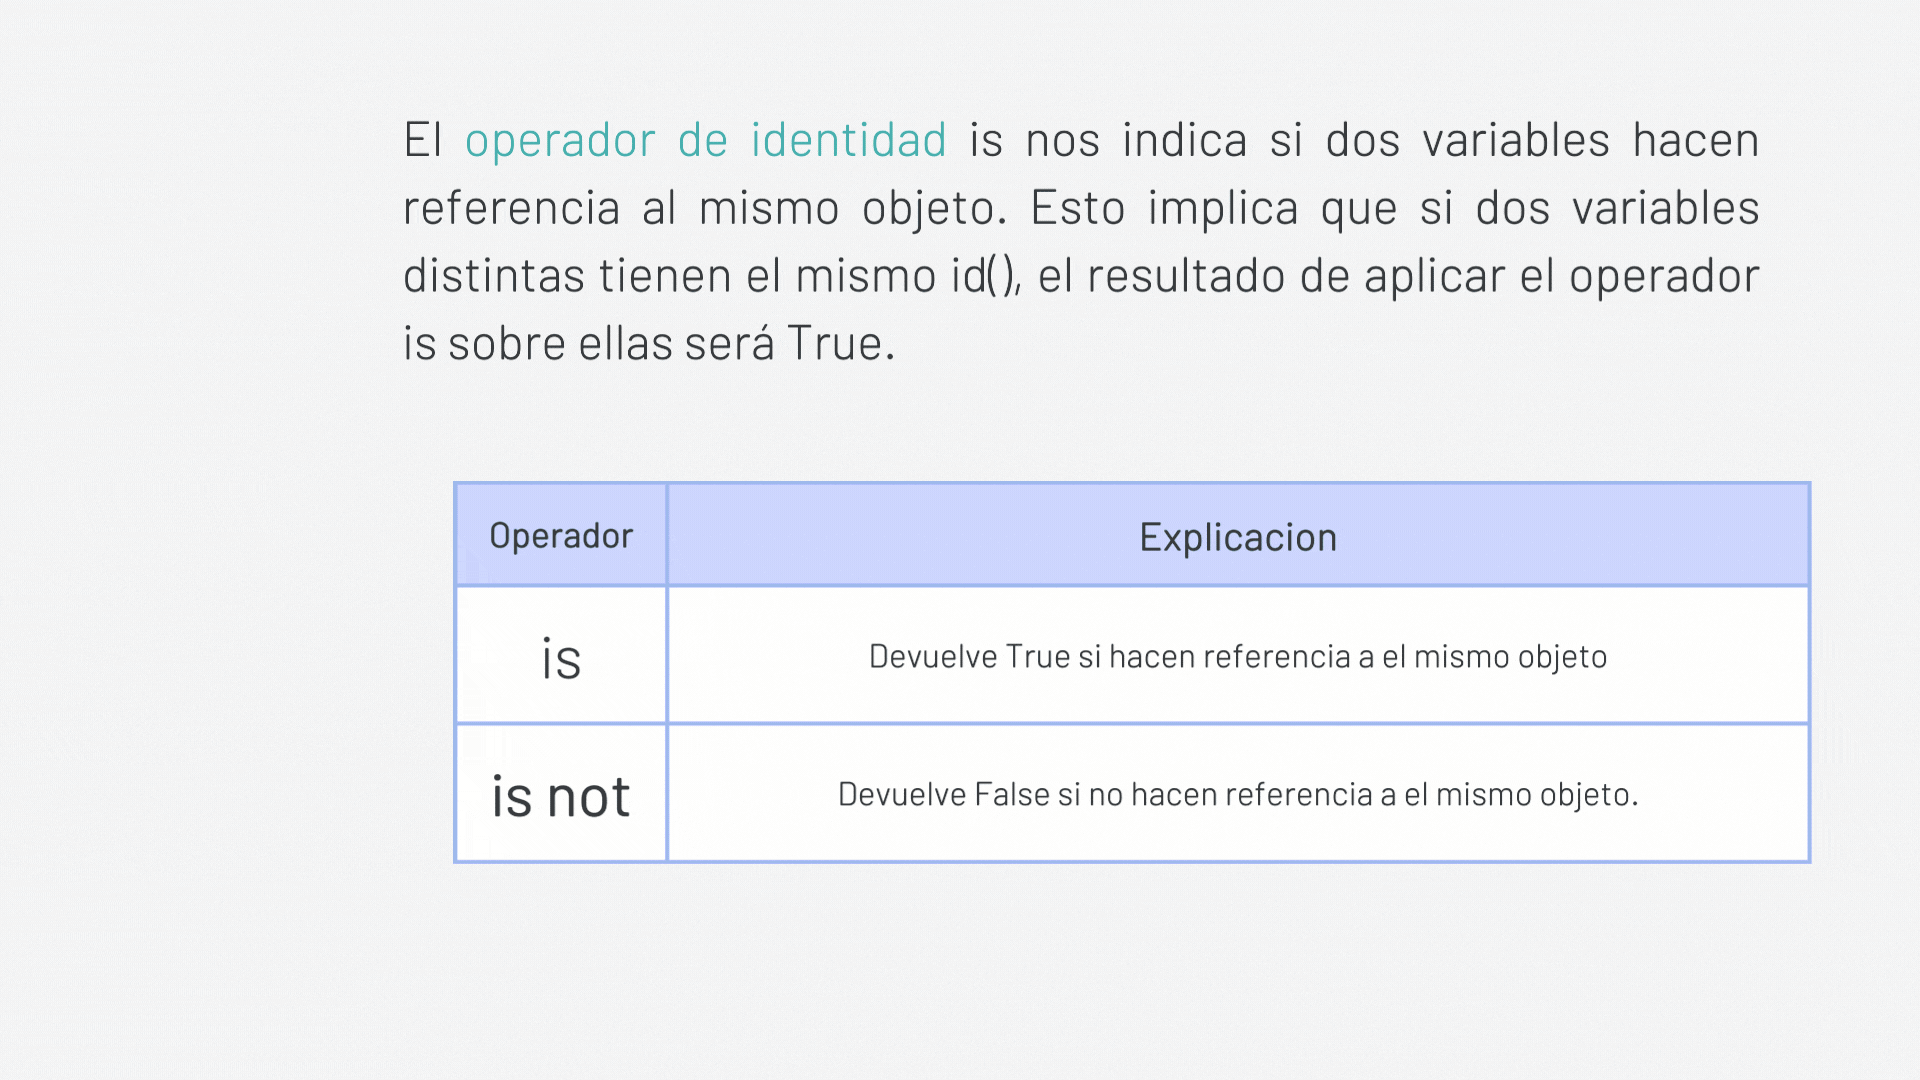 El operador de identidad is nos indica si dos variables hacen
referencia al mismo objeto. Esto implica que si dos variables
distintas tienen el mismo id(), el resultado de aplicar el operador
is sobre ellas será True.
Operador Explicacion
is Devuelve True si hacen referencia a el mismo objeto
is not Devuelve False si no hacen referencia a el mismo objeto.